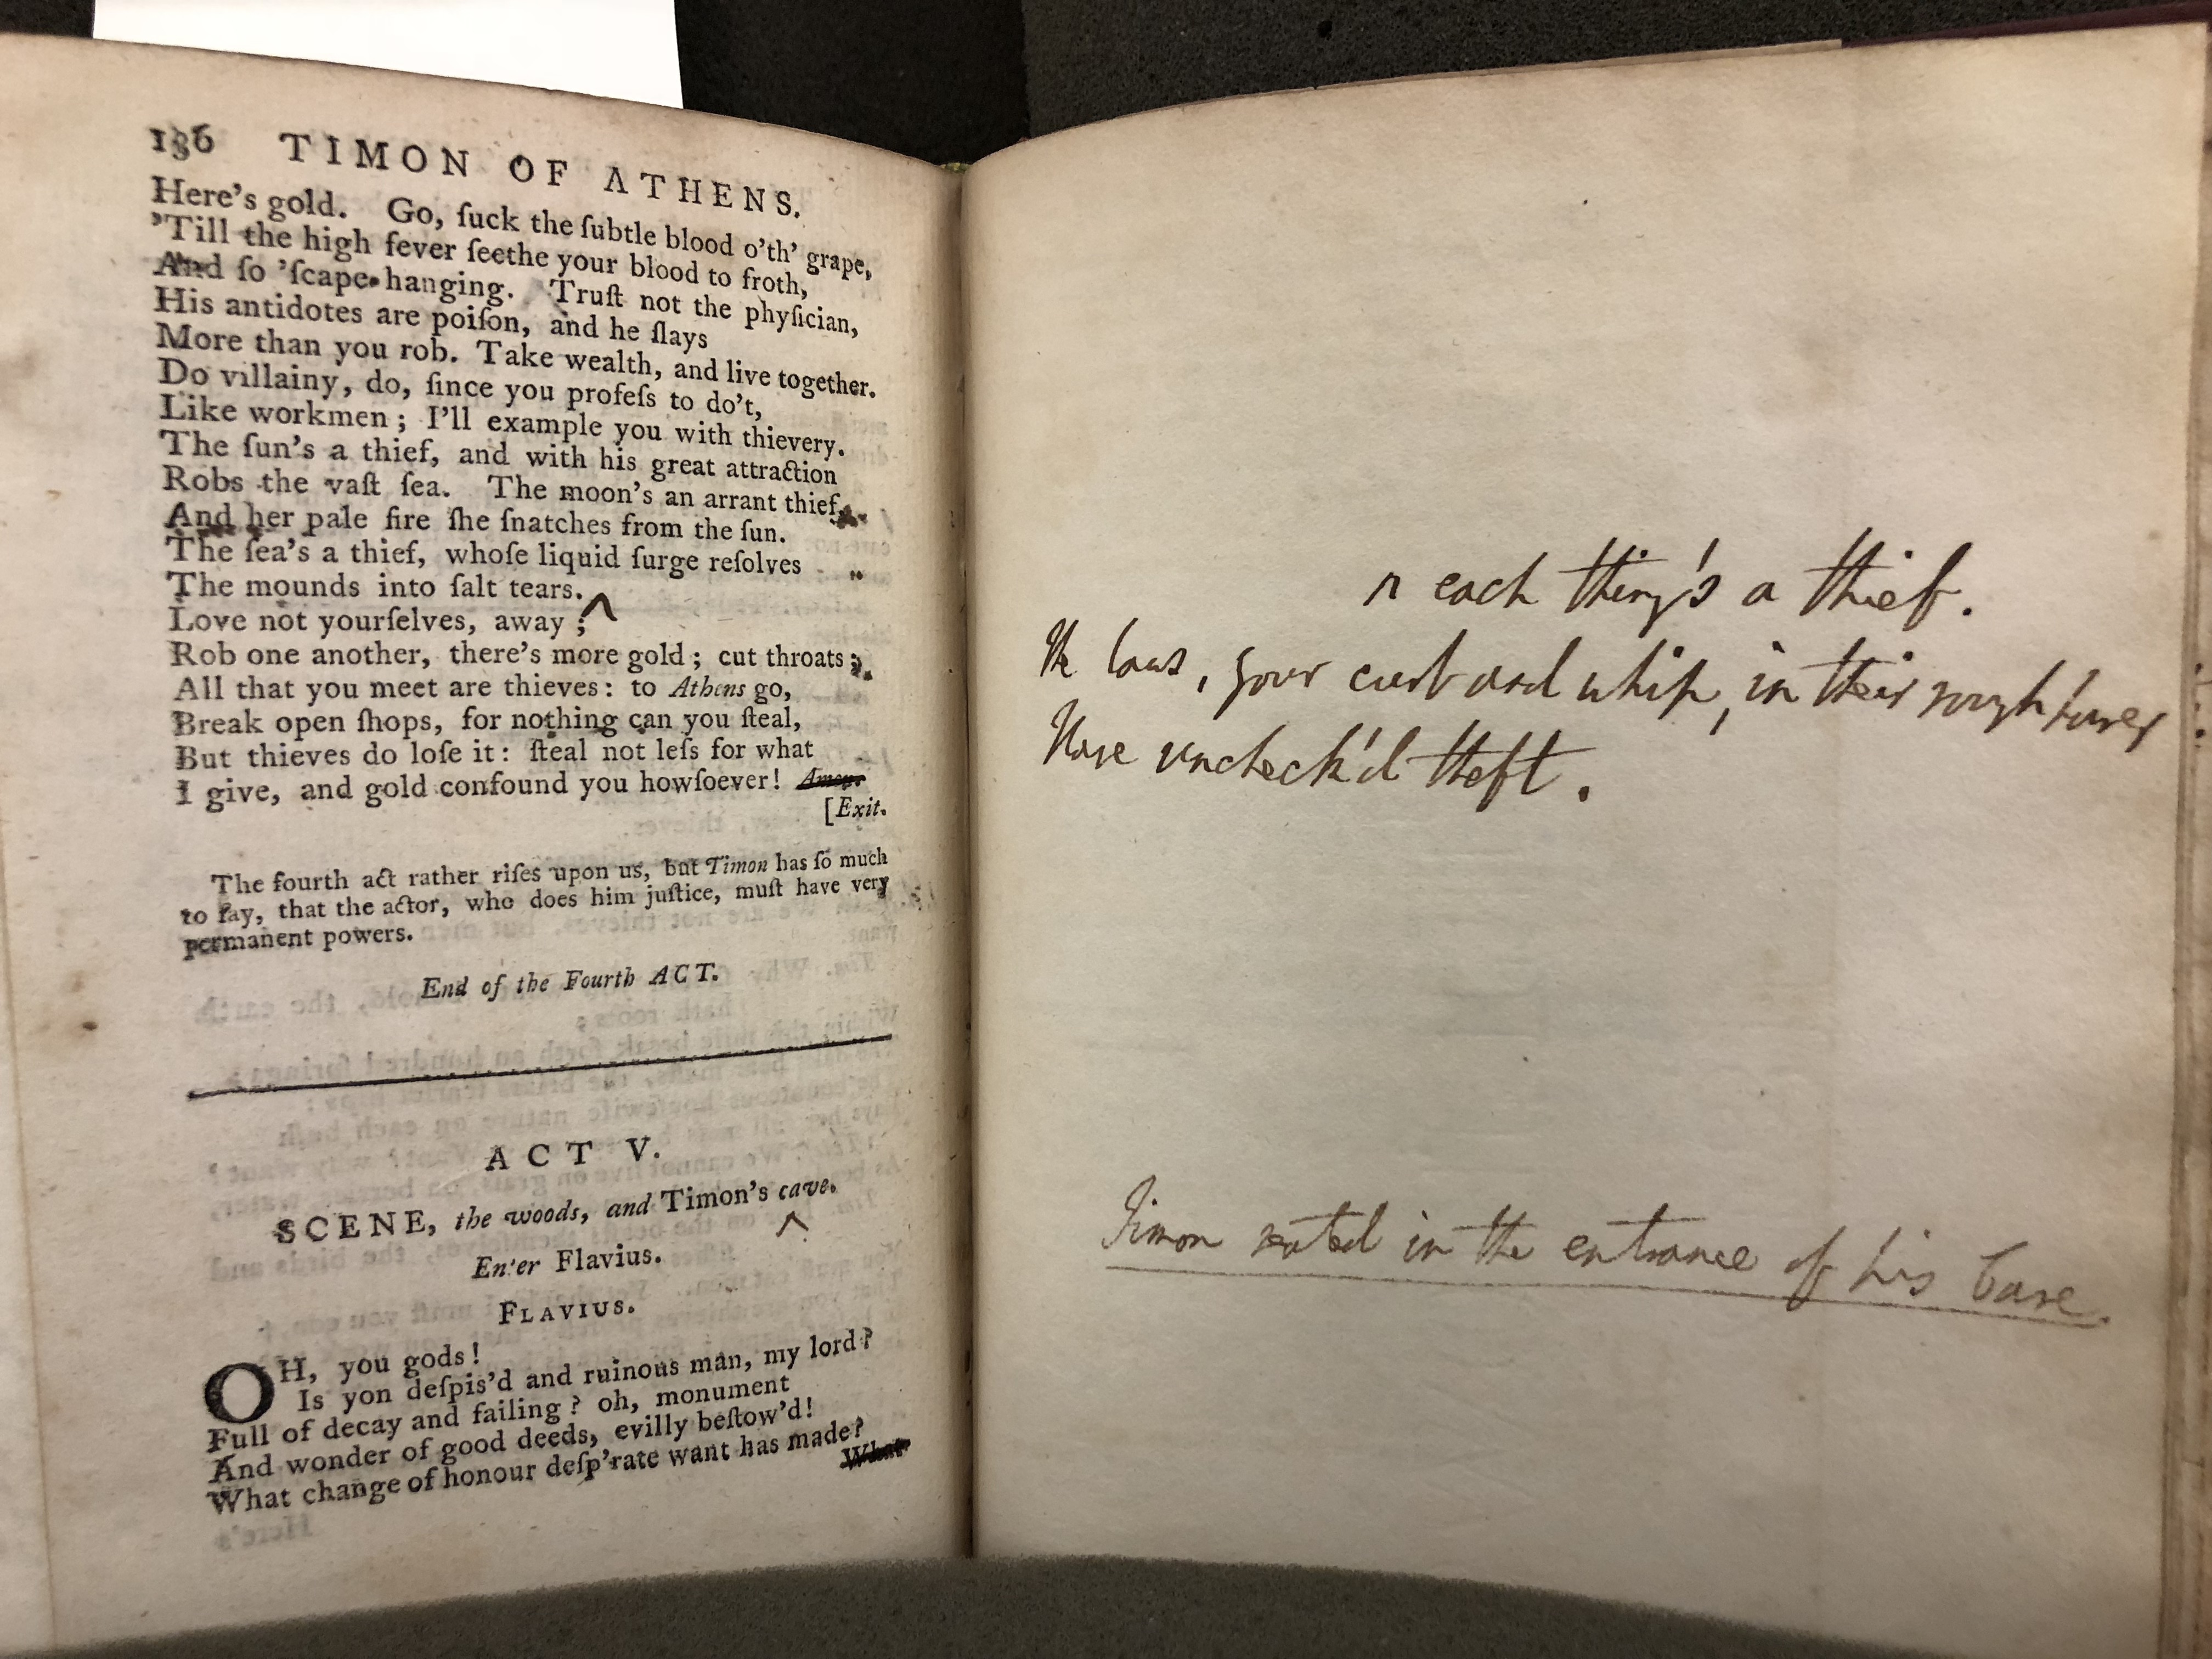 136 TIMON OF ATHENS.
Here's gold. Go, ſuck the ſubtle blood o'th' grape,
'Till the high fever ſeethe your blood to froth,
And ſo 'ſcape hanging. Truſt not the phyſician,
His antidotes are poiſon, and he ſlays
More than you rob. Take wealth, and live together.
Do villainy, do, ſince you profeſs to do't,
Like workmen; I'll example you with thievery.
The ſun's a thief, and with his great attraction
Robs the vaſt ſea. The moon's an arrant thief,
And her pale fire ſhe ſnatches from the ſun.
The ſea's a thief, whoſe liquid ſurge reſolves
The mounds into ſalt tears.
Love not yourſelves, away;
Rob one another, there's more gold; cut throats;
All that you meet are thieves: to Athens go,
Break open ſhops, for nothing can you ſteal,
But thieves do loſe it: ſteal not leſs for what
I give, and gold confound you howſoever! Amen.
[Exit.
The fourth act rather riſes upon us, but Timon has ſo much
to ſay, that the actor, who does him juſtice, muſt have very
permanent powers.
End of the Fourth ACT.
ACT V.
SCENE, the woods, and Timon's cave.
Enter Flavius.
FLAVIUS.
OH, you gods!
Is yon deſpis'd and ruinous man, my lord?
Full of decay and failing? oh, monument
And wonder of good deeds, evilly beſtow'd!
What change of honour deſp'rate want has made?
What
each thing's a thief.
The laws, your curb and whip, in their rough power
Have uncheck'd theft.
Timon seated in the entrance of his Cave.